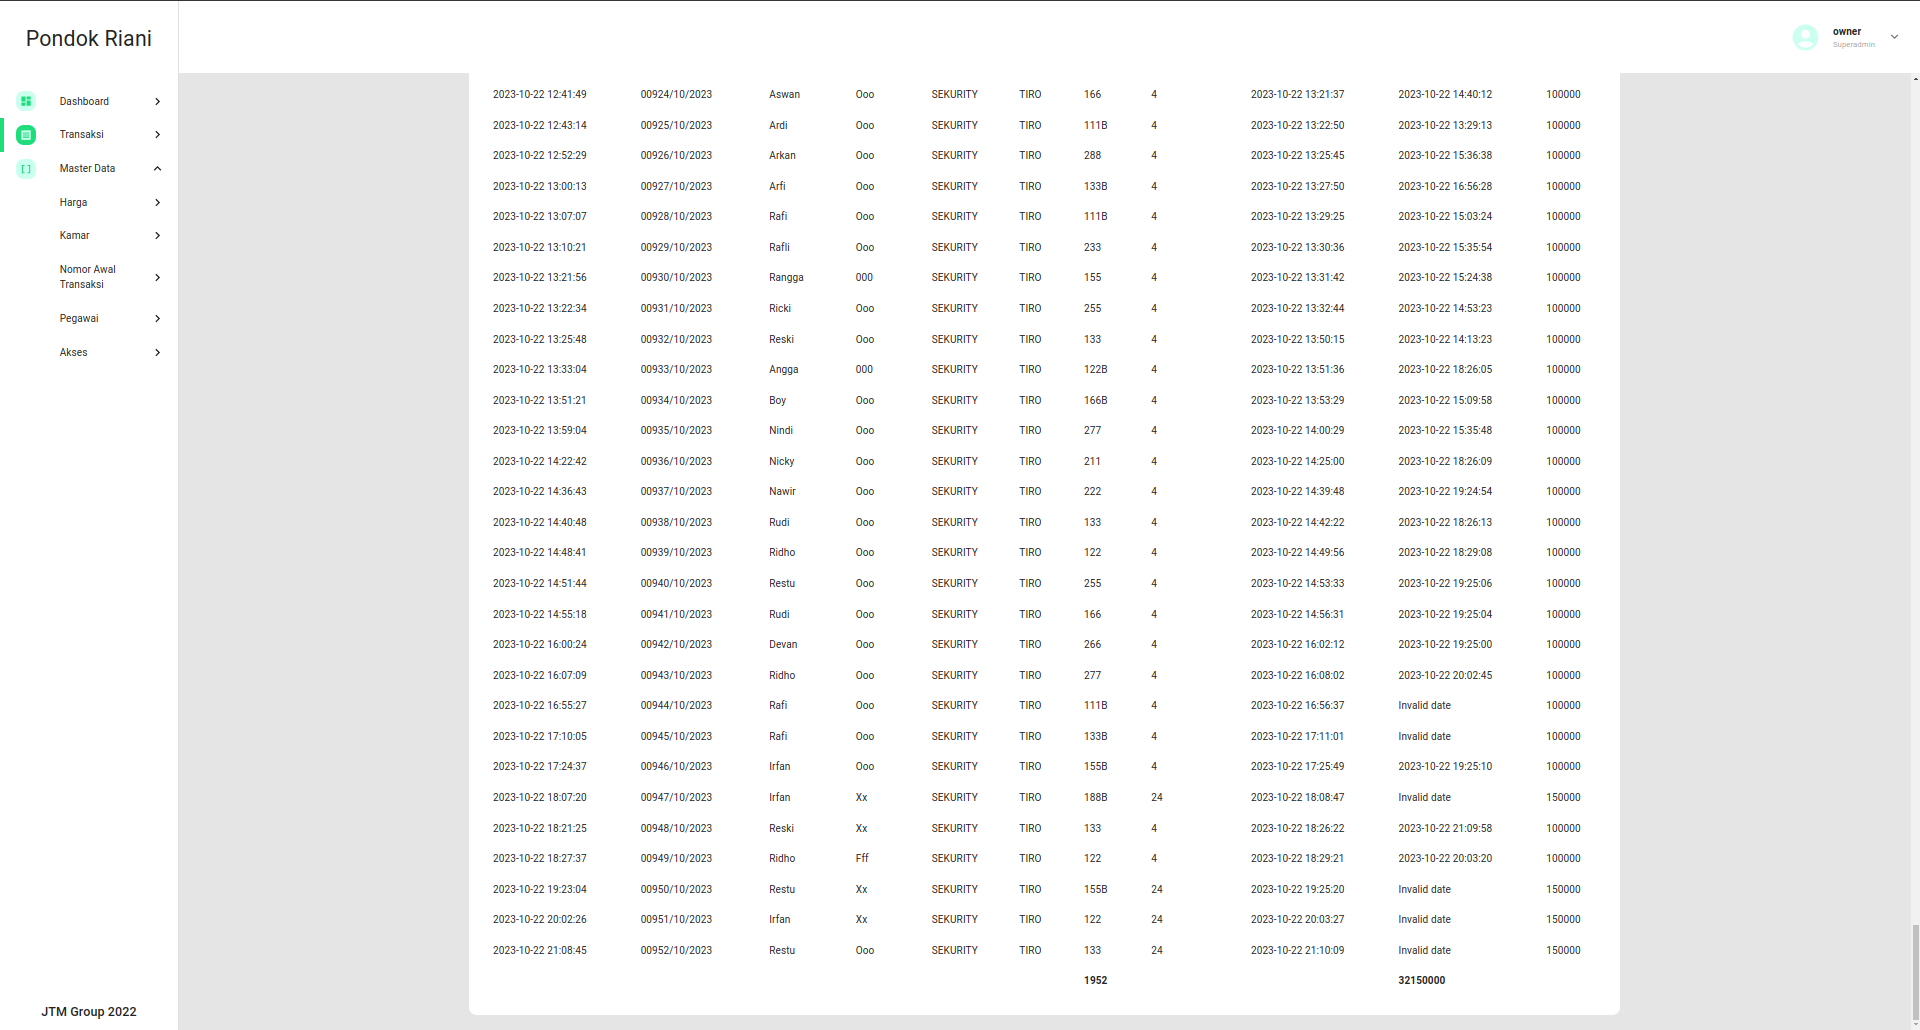 Pondok Riani
owner
Superadmin
Dashboard
Transaksi
Master Data
Harga
Kamar
Nomor Awal
Transaksi
Pegawai
Akses
JTM Group 2022
2023-10-22 12:41:49 00924/10/2023 Aswan Ooo SEKURITY TIRO 166 4 2023-10-22 13:21:37 2023-10-22 14:40:12 100000
2023-10-22 12:43:14 00925/10/2023 Ardi Ooo SEKURITY TIRO 111B 4 2023-10-22 13:22:50 2023-10-22 13:29:13 100000
2023-10-22 12:52:29 00926/10/2023 Arkan Ooo SEKURITY TIRO 288 4 2023-10-22 13:25:45 2023-10-22 15:36:38 100000
2023-10-22 13:00:13 00927/10/2023 Arfi Ooo SEKURITY TIRO 133B 4 2023-10-22 13:27:50 2023-10-22 16:56:28 100000
2023-10-22 13:07:07 00928/10/2023 Rafi Ooo SEKURITY TIRO 111B 4 2023-10-22 13:29:25 2023-10-22 15:03:24 100000
2023-10-22 13:10:21 00929/10/2023 Rafli Ooo SEKURITY TIRO 233 4 2023-10-22 13:30:36 2023-10-22 15:35:54 100000
2023-10-22 13:21:56 00930/10/2023 Rangga 000 SEKURITY TIRO 155 4 2023-10-22 13:31:42 2023-10-22 15:24:38 100000
2023-10-22 13:22:34 00931/10/2023 Ricki Ooo SEKURITY TIRO 255 4 2023-10-22 13:32:44 2023-10-22 14:53:23 100000
2023-10-22 13:25:48 00932/10/2023 Reski Ooo SEKURITY TIRO 133 4 2023-10-22 13:50:15 2023-10-22 14:13:23 100000
2023-10-22 13:33:04 00933/10/2023 Angga 000 SEKURITY TIRO 122B 4 2023-10-22 13:51:36 2023-10-22 18:26:05 100000
2023-10-22 13:51:21 00934/10/2023 Boy Ooo SEKURITY TIRO 166B 4 2023-10-22 13:53:29 2023-10-22 15:09:58 100000
2023-10-22 13:59:04 00935/10/2023 Nindi Ooo SEKURITY TIRO 277 4 2023-10-22 14:00:29 2023-10-22 15:35:48 100000
2023-10-22 14:22:42 00936/10/2023 Nicky Ooo SEKURITY TIRO 211 4 2023-10-22 14:25:00 2023-10-22 18:26:09 100000
2023-10-22 14:36:43 00937/10/2023 Nawir Ooo SEKURITY TIRO 222 4 2023-10-22 14:39:48 2023-10-22 19:24:54 100000
2023-10-22 14:40:48 00938/10/2023 Rudi Ooo SEKURITY TIRO 133 4 2023-10-22 14:42:22 2023-10-22 18:26:13 100000
2023-10-22 14:48:41 00939/10/2023 Ridho Ooo SEKURITY TIRO 122 4 2023-10-22 14:49:56 2023-10-22 18:29:08 100000
2023-10-22 14:51:44 00940/10/2023 Restu Ooo SEKURITY TIRO 255 4 2023-10-22 14:53:33 2023-10-22 19:25:06 100000
2023-10-22 14:55:18 00941/10/2023 Rudi Ooo SEKURITY TIRO 166 4 2023-10-22 14:56:31 2023-10-22 19:25:04 100000
2023-10-22 16:00:24 00942/10/2023 Devan Ooo SEKURITY TIRO 266 4 2023-10-22 16:02:12 2023-10-22 19:25:00 100000
2023-10-22 16:07:09 00943/10/2023 Ridho Ooo SEKURITY TIRO 277 4 2023-10-22 16:08:02 2023-10-22 20:02:45 100000
2023-10-22 16:55:27 00944/10/2023 Rafi Ooo SEKURITY TIRO 111B 4 2023-10-22 16:56:37 Invalid date 100000
2023-10-22 17:10:05 00945/10/2023 Rafi Ooo SEKURITY TIRO 133B 4 2023-10-22 17:11:01 Invalid date 100000
2023-10-22 17:24:37 00946/10/2023 Irfan Ooo SEKURITY TIRO 155B 4 2023-10-22 17:25:49 2023-10-22 19:25:10 100000
2023-10-22 18:07:20 00947/10/2023 Irfan Xx SEKURITY TIRO 188B 24 2023-10-22 18:08:47 Invalid date 150000
2023-10-22 18:21:25 00948/10/2023 Reski Xx SEKURITY TIRO 133 4 2023-10-22 18:26:22 2023-10-22 21:09:58 100000
2023-10-22 18:27:37 00949/10/2023 Ridho Fff SEKURITY TIRO 122 4 2023-10-22 18:29:21 2023-10-22 20:03:20 100000
2023-10-22 19:23:04 00950/10/2023 Restu Xx SEKURITY TIRO 155B 24 2023-10-22 19:25:20 Invalid date 150000
2023-10-22 20:02:26 00951/10/2023 Irfan Xx SEKURITY TIRO 122 24 2023-10-22 20:03:27 Invalid date 150000
2023-10-22 21:08:45 00952/10/2023 Restu Ooo SEKURITY TIRO 133 24 2023-10-22 21:10:09 Invalid date 150000
1952 32150000